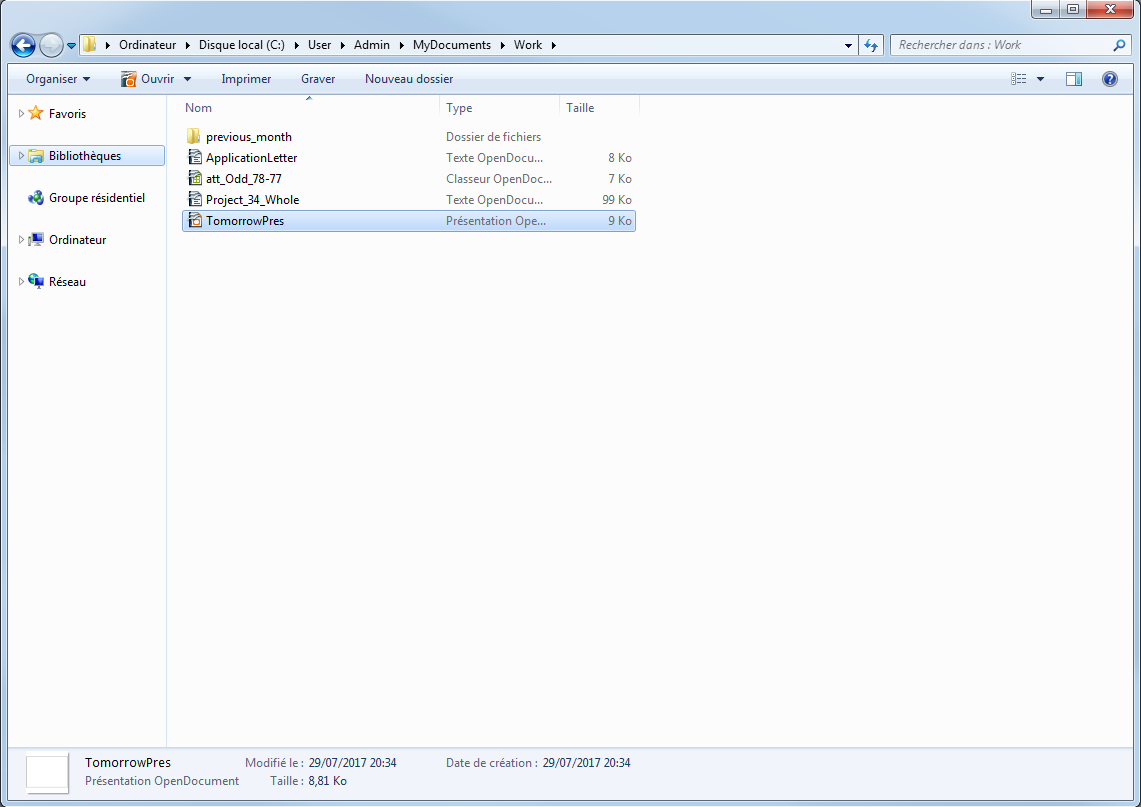 Ordinateur Disque local (C:) User Admin MyDocuments Work Rechercher dans : Work
Organiser Ouvrir Imprimer Graver Nouveau dossier
Nom Type Taille
Favoris
Bibliothèques
Groupe résidentiel
Ordinateur
Réseau
previous_month Dossier de fichiers
ApplicationLetter Texte OpenDocu... 8 Ko
att_Odd_78-77 Classeur OpenDoc... 7 Ko
Project_34_Whole Texte OpenDocu... 99 Ko
TomorrowPres Présentation Ope... 9 Ko
TomorrowPres Modifié le : 29/07/2017 20:34 Date de création : 29/07/2017 20:34
Présentation OpenDocument Taille : 8,81 Ko